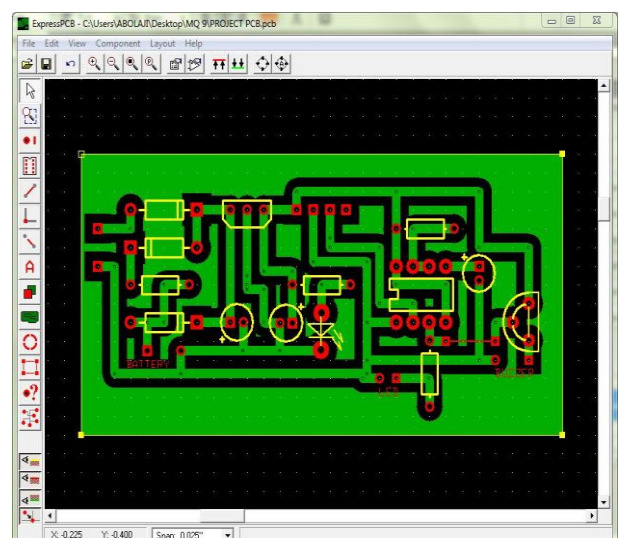 ExpressPCB - C:\Users\ABOLAJI\Desktop\MQ 9\PROJECT PCB.pcb
File Edit View Component Layout Help
BATTERY
BUZZER
LED
X: -0.225 Y: -0.400 Snap: 0.025"